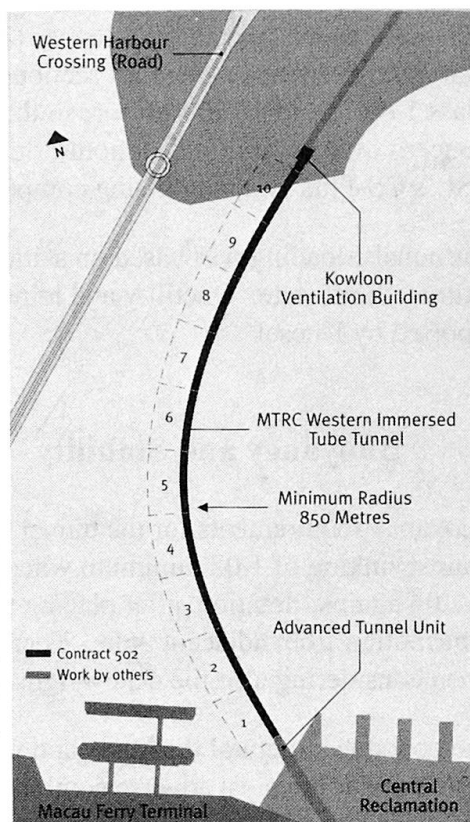 Western Harbour
Crossing (Road)
N
10
9
8
7
6
5
4
3
2
1
Kowloon
Ventilation Building
MTRC Western Immersed
Tube Tunnel
Minimum Radius
850 Metres
Advanced Tunnel Unit
Contract 502
Work by others
Macau Ferry Terminal
Central
Reclamation